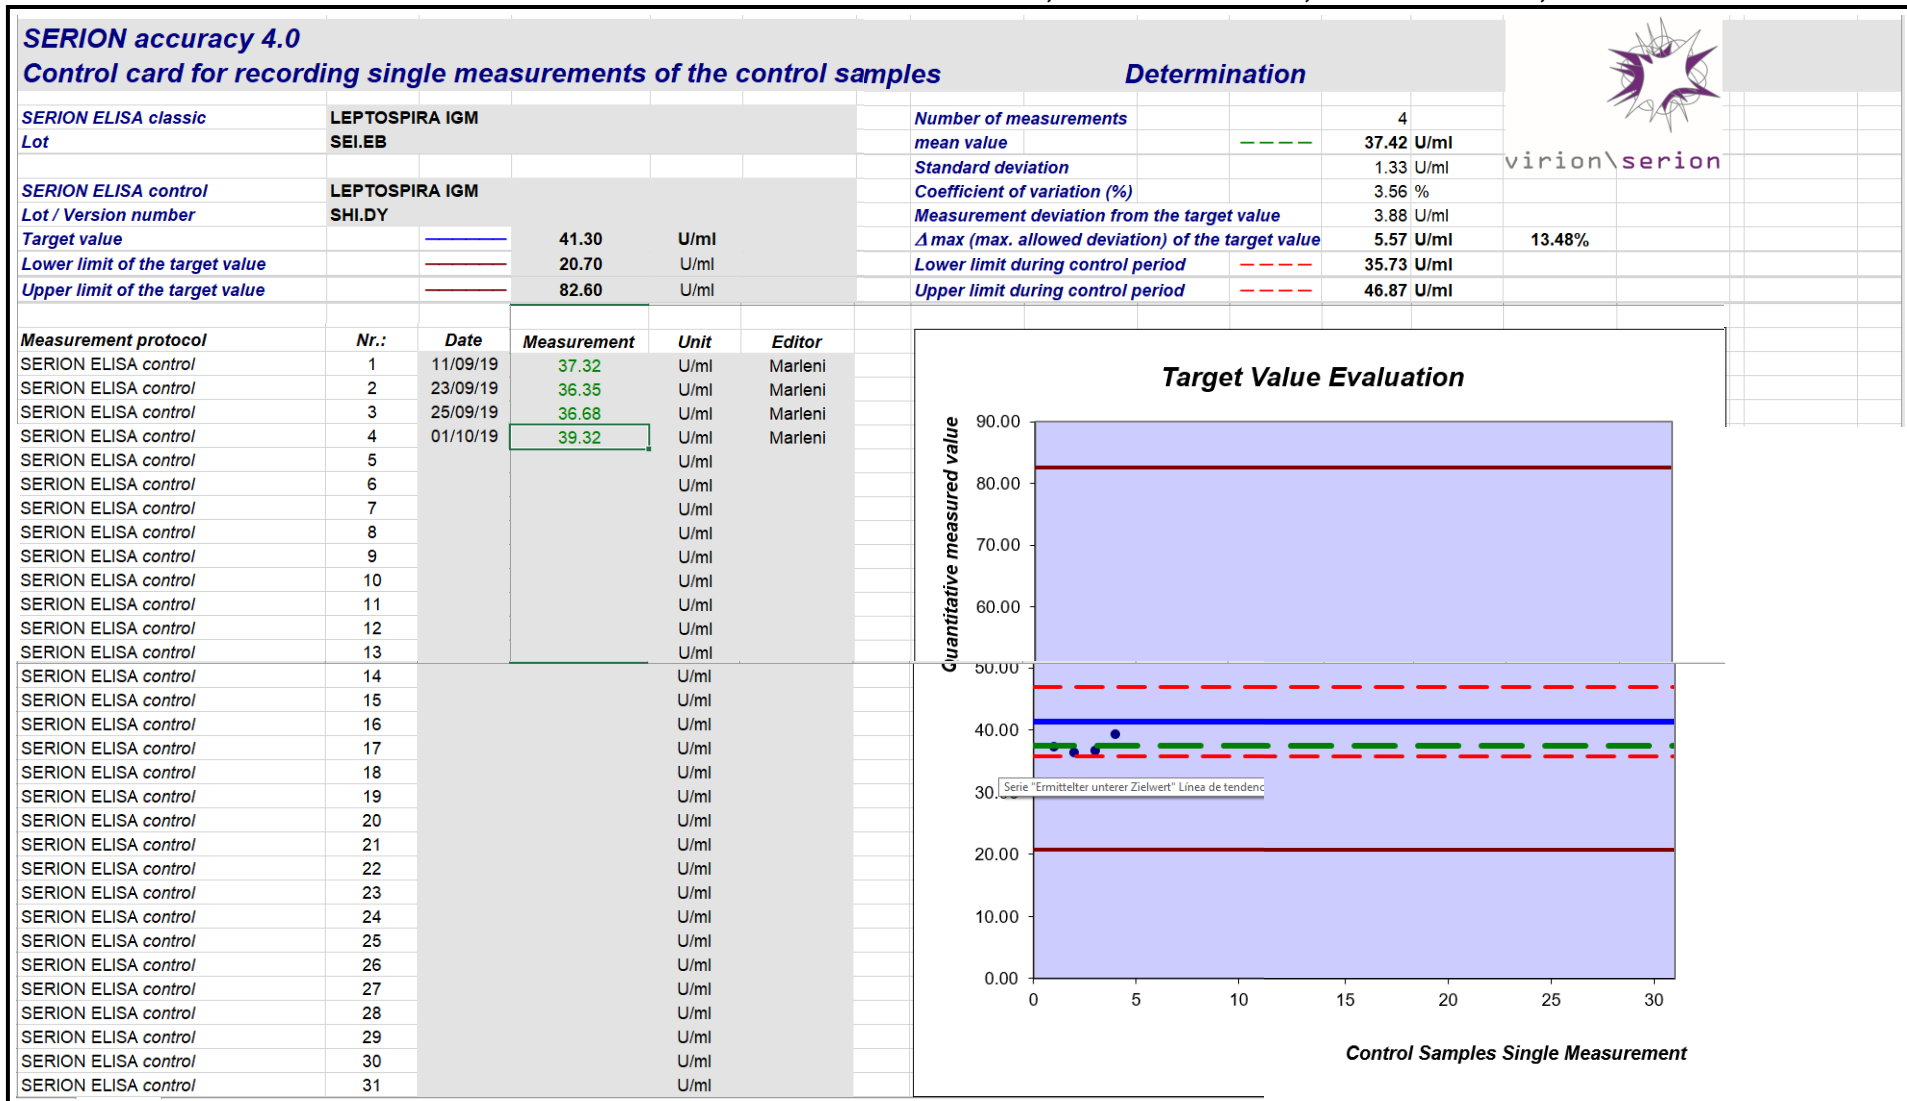 SERION accuracy 4.0
Control card for recording single measurements of the control samples
Determination
SERION ELISA classic LEPTOSPIRA IGM
Lot SEI.EB
SERION ELISA control LEPTOSPIRA IGM
Lot / Version number SHI.DY
Target value 41.30 U/ml
Lower limit of the target value 20.70 U/ml
Upper limit of the target value 82.60 U/ml
Number of measurements 4
mean value 37.42 U/ml
Standard deviation 1.33 U/ml
Coefficient of variation (%) 3.56 %
Measurement deviation from the target value 3.88 U/ml
Δ max (max. allowed deviation) of the target value 5.57 U/ml 13.48%
Lower limit during control period 35.73 U/ml
Upper limit during control period 46.87 U/ml
virion\serion
Measurement protocol Nr.: Date Measurement Unit Editor
SERION ELISA control 1 11/09/19 37.32 U/ml Marleni
SERION ELISA control 2 23/09/19 36.35 U/ml Marleni
SERION ELISA control 3 25/09/19 36.68 U/ml Marleni
SERION ELISA control 4 01/10/19 39.32 U/ml Marleni
SERION ELISA control 5 U/ml
SERION ELISA control 6 U/ml
SERION ELISA control 7 U/ml
SERION ELISA control 8 U/ml
SERION ELISA control 9 U/ml
SERION ELISA control 10 U/ml
SERION ELISA control 11 U/ml
SERION ELISA control 12 U/ml
SERION ELISA control 13 U/ml
SERION ELISA control 14 U/ml
SERION ELISA control 15 U/ml
SERION ELISA control 16 U/ml
SERION ELISA control 17 U/ml
SERION ELISA control 18 U/ml
SERION ELISA control 19 U/ml
SERION ELISA control 20 U/ml
SERION ELISA control 21 U/ml
SERION ELISA control 22 U/ml
SERION ELISA control 23 U/ml
SERION ELISA control 24 U/ml
SERION ELISA control 25 U/ml
SERION ELISA control 26 U/ml
SERION ELISA control 27 U/ml
SERION ELISA control 28 U/ml
SERION ELISA control 29 U/ml
SERION ELISA control 30 U/ml
SERION ELISA control 31 U/ml
Target Value Evaluation
Quantitative measured value
90.00
80.00
70.00
60.00
50.00
40.00
30.
Serie "Ermittelter unterer Zielwert" Línea de tendenc
20.00
10.00
0.00
0 5 10 15 20 25 30
Control Samples Single Measurement